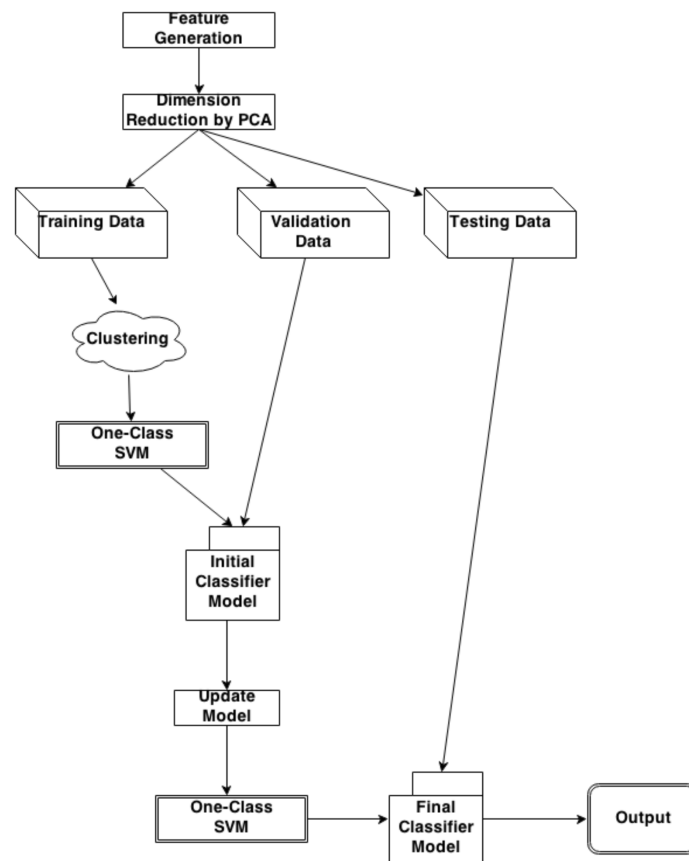 Feature
Generation
Dimension
Reduction by PCA
Training Data
Validation
Data
Testing Data
Clustering
One-Class
SVM
Initial
Classifier
Model
Update
Model
One-Class
SVM
Final
Classifier
Model
Output